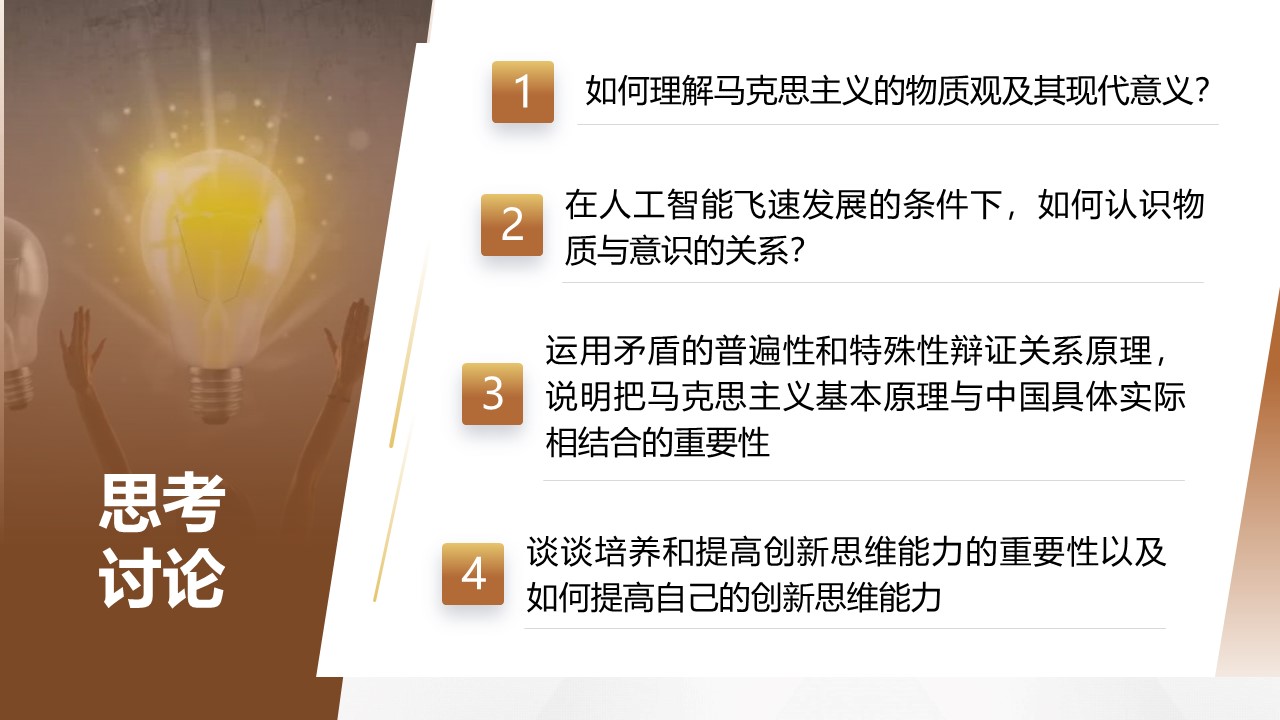 思考
讨论
1 如何理解马克思主义的物质观及其现代意义？
2 在人工智能飞速发展的条件下，如何认识物
质与意识的关系？
3 运用矛盾的普遍性和特殊性辩证关系原理，
说明把马克思主义基本原理与中国具体实际
相结合的重要性
4 谈谈培养和提高创新思维能力的重要性以及
如何提高自己的创新思维能力